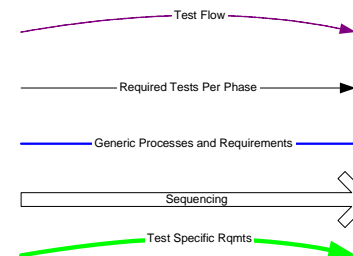 Test Flow
Required Tests Per Phase
Generic Processes and Requirements
Sequencing
Test Specific Rqmts